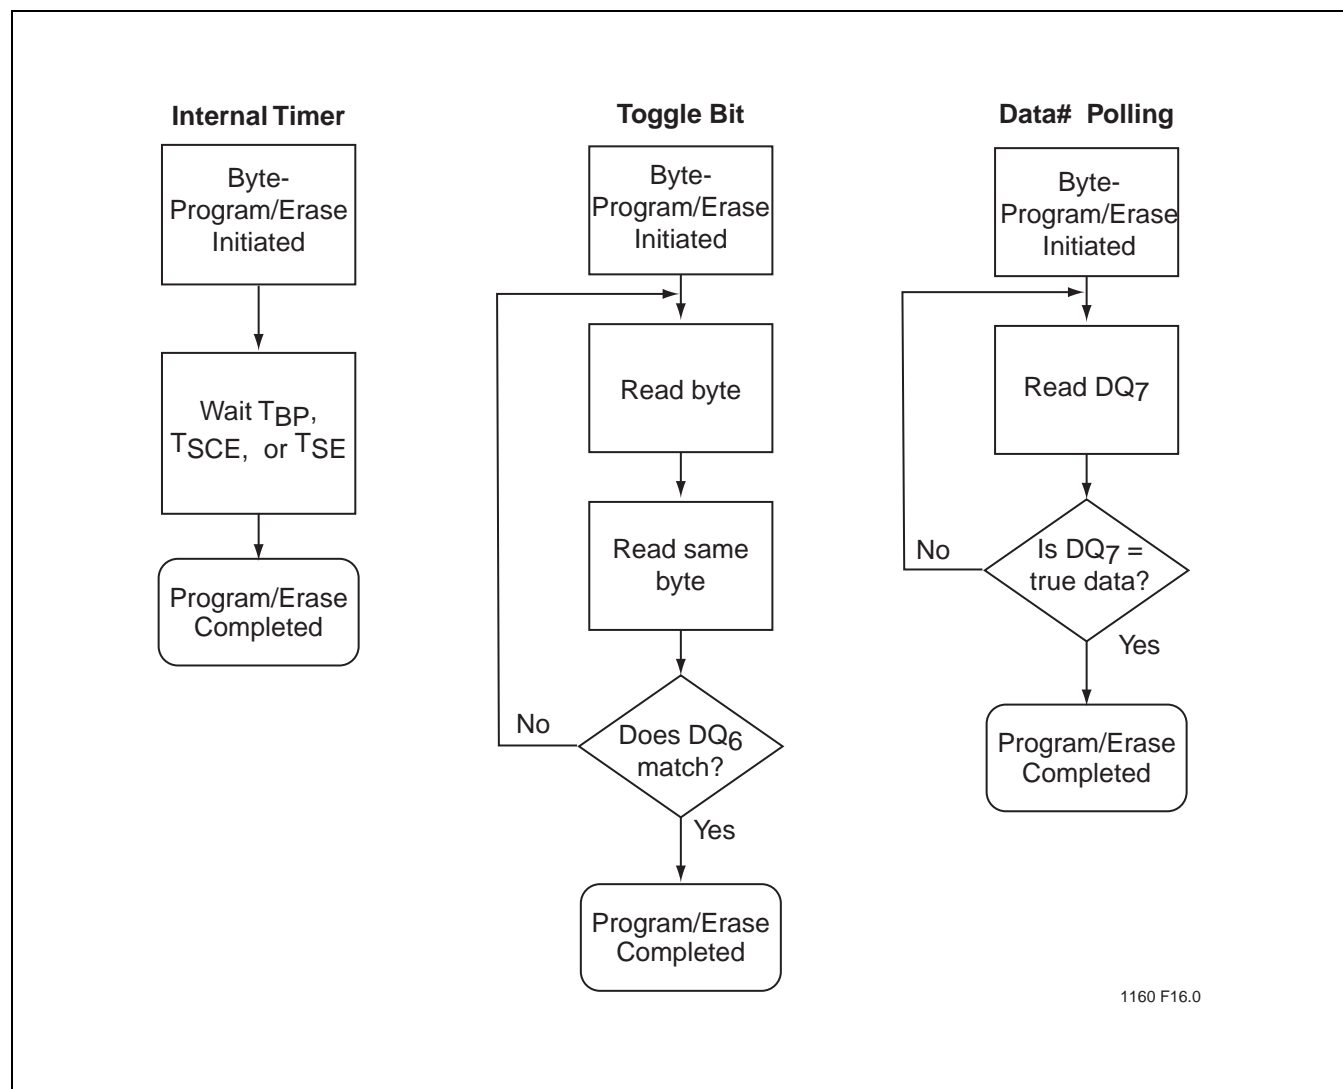 Internal Timer
Byte-
Program/Erase
Initiated
Wait TBP,
TSCE, or TSE
Program/Erase
Completed
Toggle Bit
Byte-
Program/Erase
Initiated
Read byte
Read same
byte
No
Does DQ6
match?
Yes
Program/Erase
Completed
Data# Polling
Byte-
Program/Erase
Initiated
Read DQ7
No
Is DQ7 =
true data?
Yes
Program/Erase
Completed
1160 F16.0